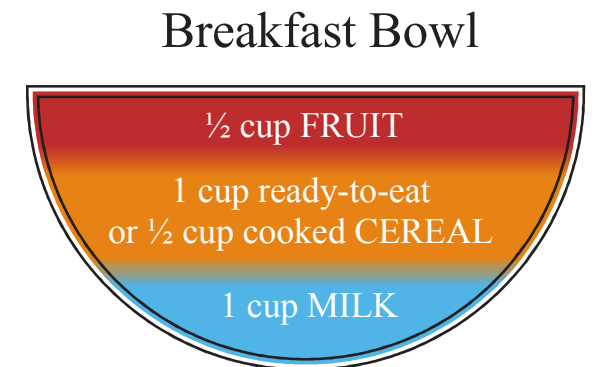 Breakfast Bowl
½ cup FRUIT
1 cup ready-to-eat
or ½ cup cooked CEREAL
1 cup MILK